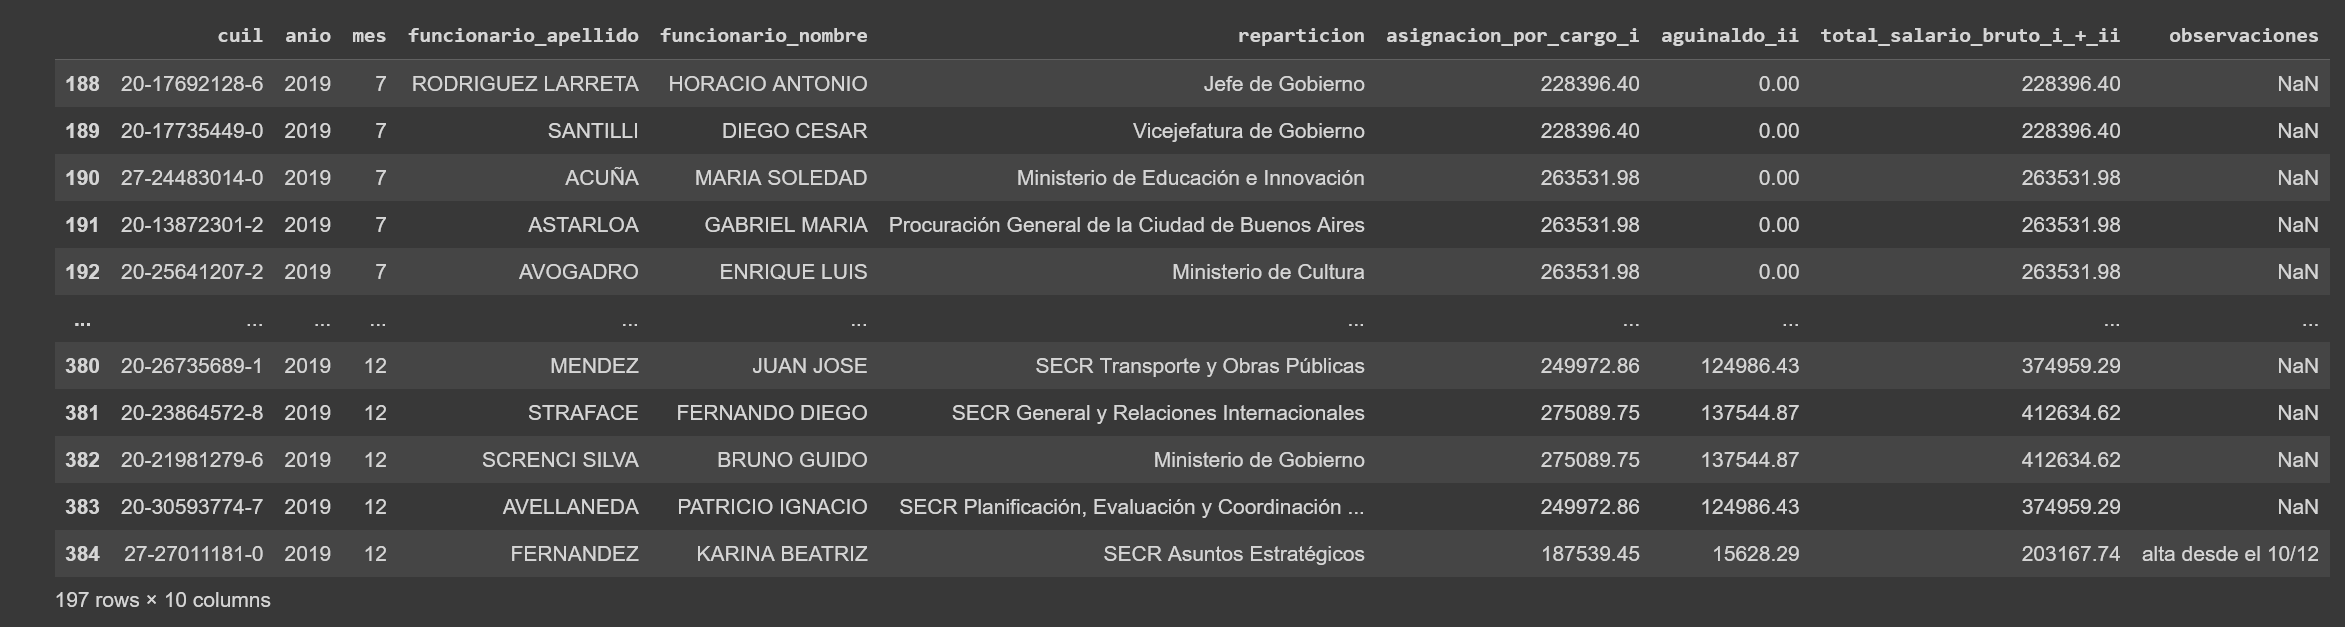 cuil anio mes funcionario_apellido funcionario_nombre reparticion asignacion_por_cargo_i aguinaldo_ii total_salario_bruto_i_+_ii observaciones
188 20-17692128-6 2019 7 RODRIGUEZ LARRETA HORACIO ANTONIO Jefe de Gobierno 228396.40 0.00 228396.40 NaN
189 20-17735449-0 2019 7 SANTILLI DIEGO CESAR Vicejefatura de Gobierno 228396.40 0.00 228396.40 NaN
190 27-24483014-0 2019 7 ACUÑA MARIA SOLEDAD Ministerio de Educación e Innovación 263531.98 0.00 263531.98 NaN
191 20-13872301-2 2019 7 ASTARLOA GABRIEL MARIA Procuración General de la Ciudad de Buenos Aires 263531.98 0.00 263531.98 NaN
192 20-25641207-2 2019 7 AVOGADRO ENRIQUE LUIS Ministerio de Cultura 263531.98 0.00 263531.98 NaN
... ... ... ... ... ... ... ... ... ... ...
380 20-26735689-1 2019 12 MENDEZ JUAN JOSE SECR Transporte y Obras Públicas 249972.86 124986.43 374959.29 NaN
381 20-23864572-8 2019 12 STRAFACE FERNANDO DIEGO SECR General y Relaciones Internacionales 275089.75 137544.87 412634.62 NaN
382 20-21981279-6 2019 12 SCRENCI SILVA BRUNO GUIDO Ministerio de Gobierno 275089.75 137544.87 412634.62 NaN
383 20-30593774-7 2019 12 AVELLANEDA PATRICIO IGNACIO SECR Planificación, Evaluación y Coordinación ... 249972.86 124986.43 374959.29 NaN
384 27-27011181-0 2019 12 FERNANDEZ KARINA BEATRIZ SECR Asuntos Estratégicos 187539.45 15628.29 203167.74 alta desde el 10/12
197 rows × 10 columns